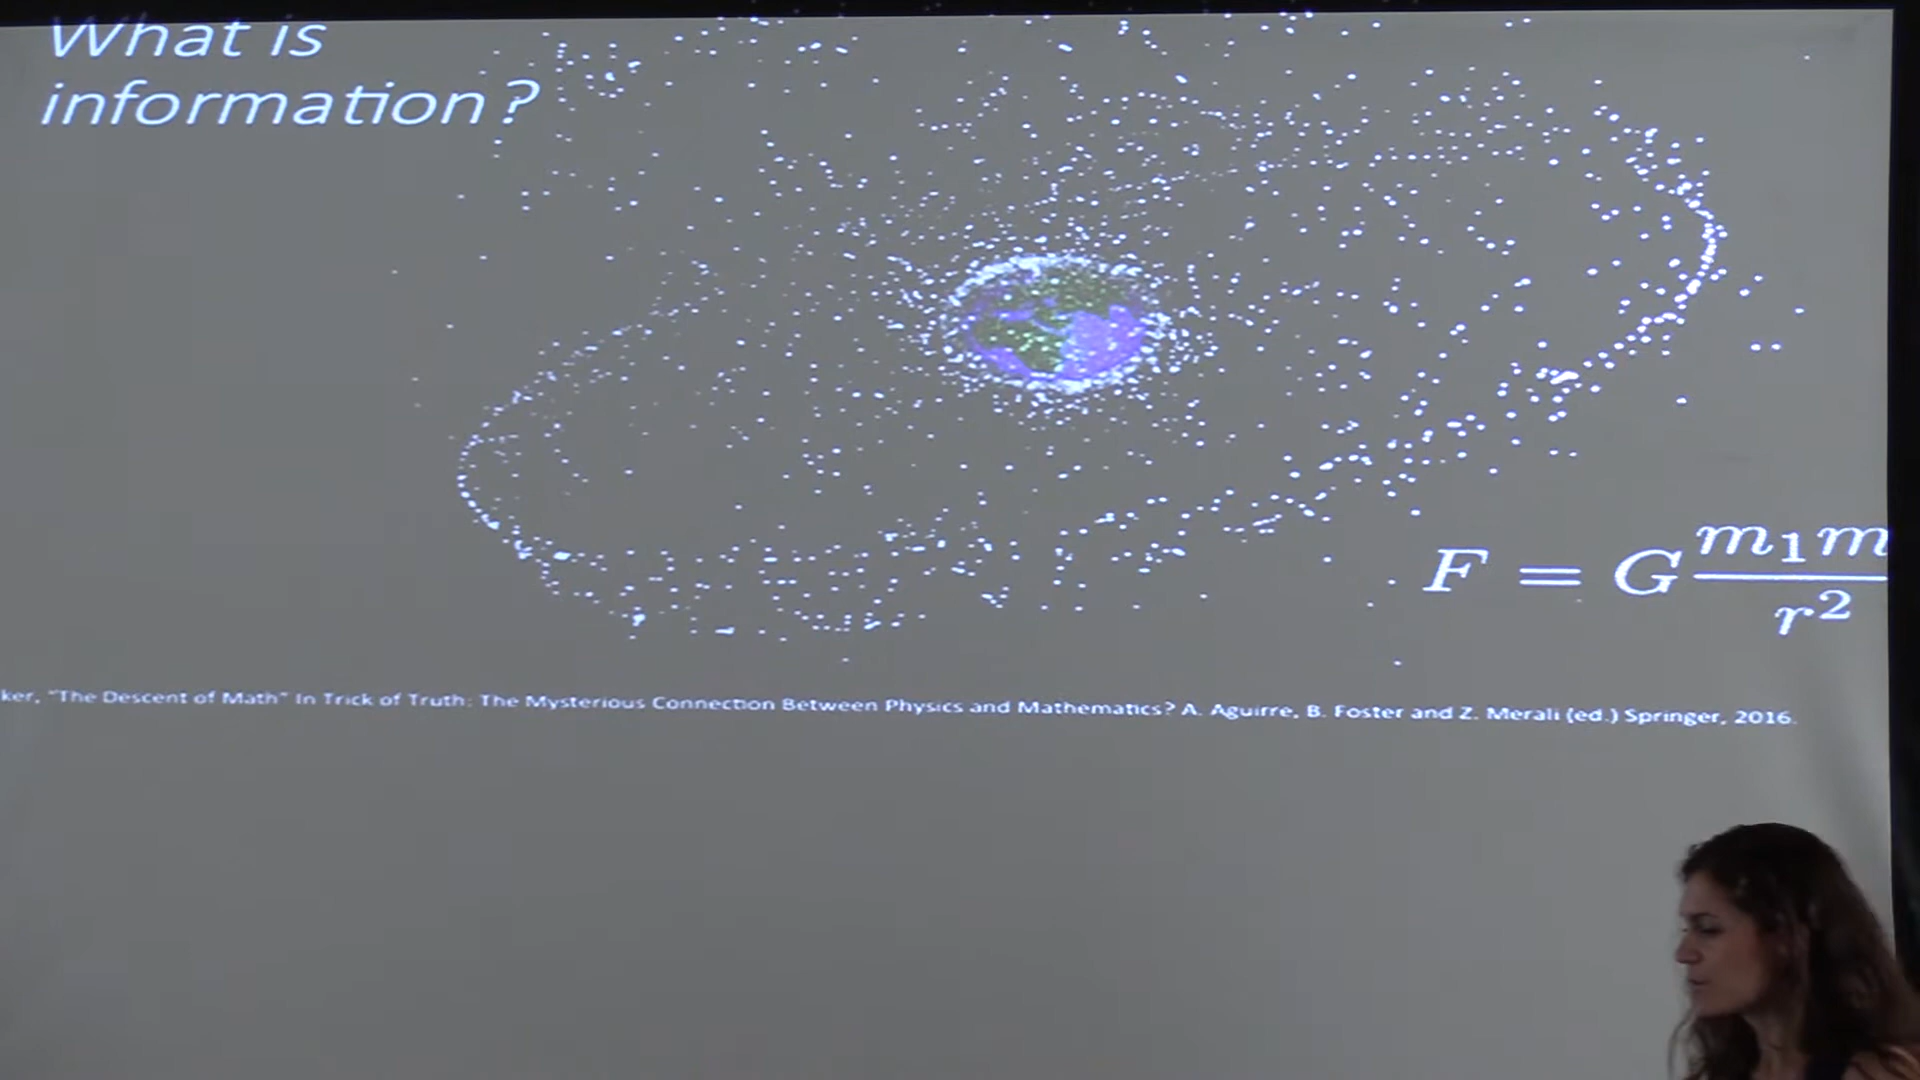 What is
information?
F = G m₁m / r²
ker, "The Descent of Math" In Trick of Truth: The Mysterious Connection Between Physics and Mathematics? A. Aguirre, B. Foster and Z. Merali (ed.) Springer, 2016.